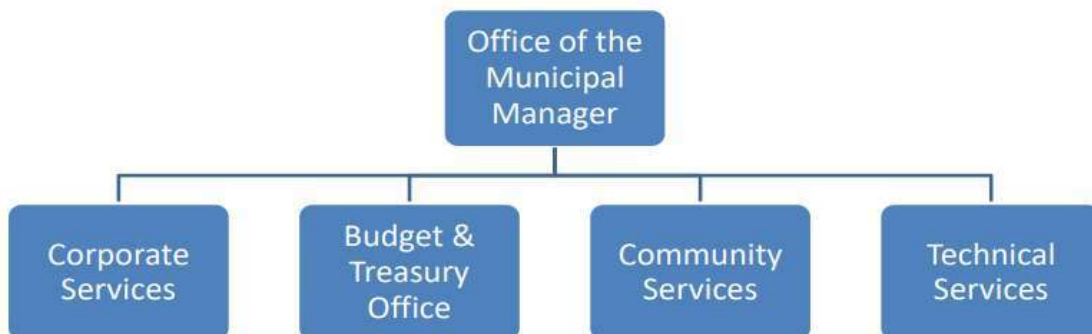 Office of the
Municipal
Manager
Corporate
Services
Budget &
Treasury
Office
Community
Services
Technical
Services